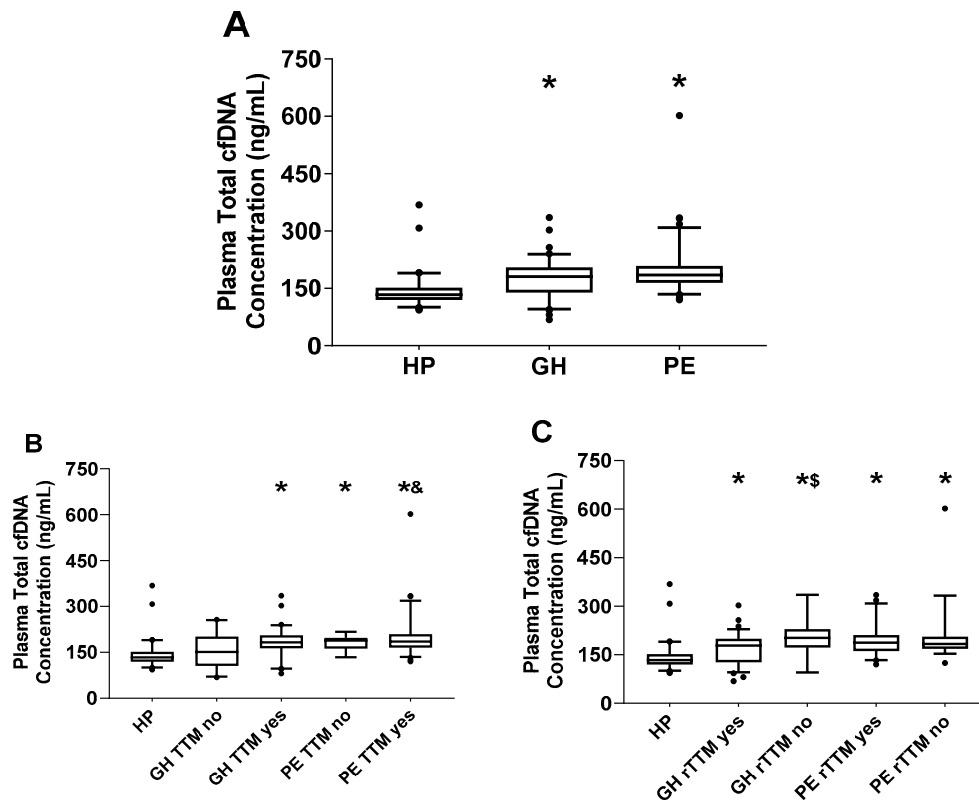 A
Plasma Total cfDNA
Concentration (ng/mL)
750
600
450
300
150
0
* *
HP GH PE
B
Plasma Total cfDNA
Concentration (ng/mL)
750
600
450
300
150
0
* * *&
HP
GH TTM no
GH TTM yes
PE TTM no
PE TTM yes
C
Plasma Total cfDNA
Concentration (ng/mL)
750
600
450
300
150
0
* *$ * *
HP
GH rTTM yes
GH rTTM no
PE rTTM yes
PE rTTM no